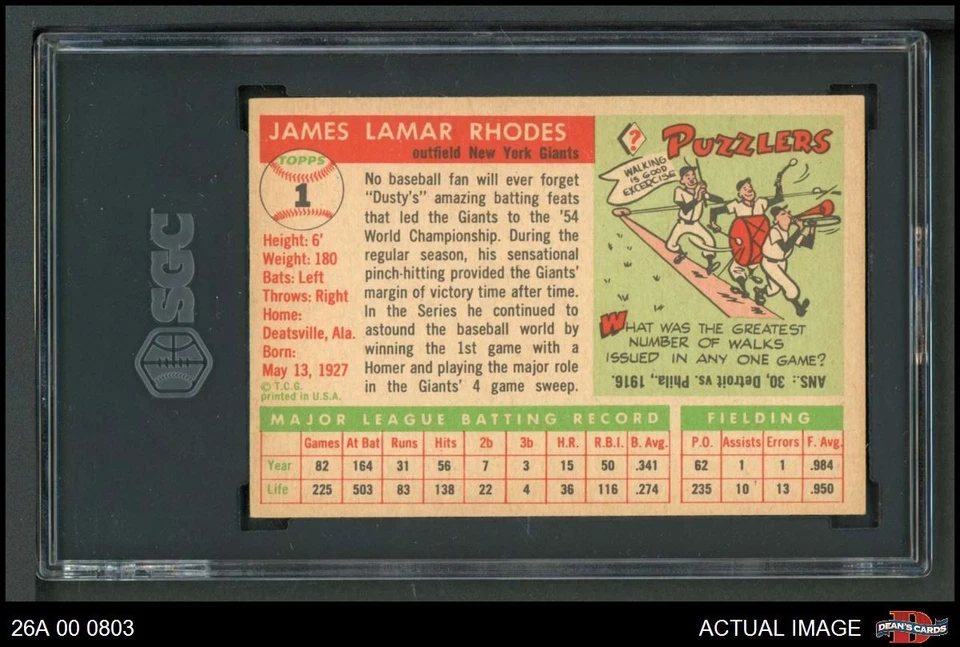 SGC
JAMES LAMAR RHODES
outfield New York Giants
TOPPS
1
Height: 6'
Weight: 180
Bats: Left
Throws: Right
Home:
Deatsville, Ala.
Born:
May 13, 1927
© T.C.G.
printed in U.S.A.
No baseball fan will ever forget
"Dusty's" amazing batting feats
that led the Giants to the '54
World Championship. During the
regular season, his sensational
pinch-hitting provided the Giants'
margin of victory time after time.
In the Series he continued to
astound the baseball world by
winning the 1st game with a
Homer and playing the major role
in the Giants' 4 game sweep.
? PUZZLERS
WALKING
IS GOOD
EXCERCISE
WHAT WAS THE GREATEST
NUMBER OF WALKS
ISSUED IN ANY ONE GAME?
ANS.: 30, Detroit vs. Phila., 1916.
MAJOR LEAGUE BATTING RECORD FIELDING
Games At Bat Runs Hits 2b 3b H.R. R.B.I. B. Avg. P.O. Assists Errors F. Avg.
Year 82 164 31 56 7 3 15 50 .341 62 1 1 .984
Life 225 503 83 138 22 4 36 116 .274 235 10 13 .950
26A 00 0803
ACTUAL IMAGE
DEAN'S CARDS